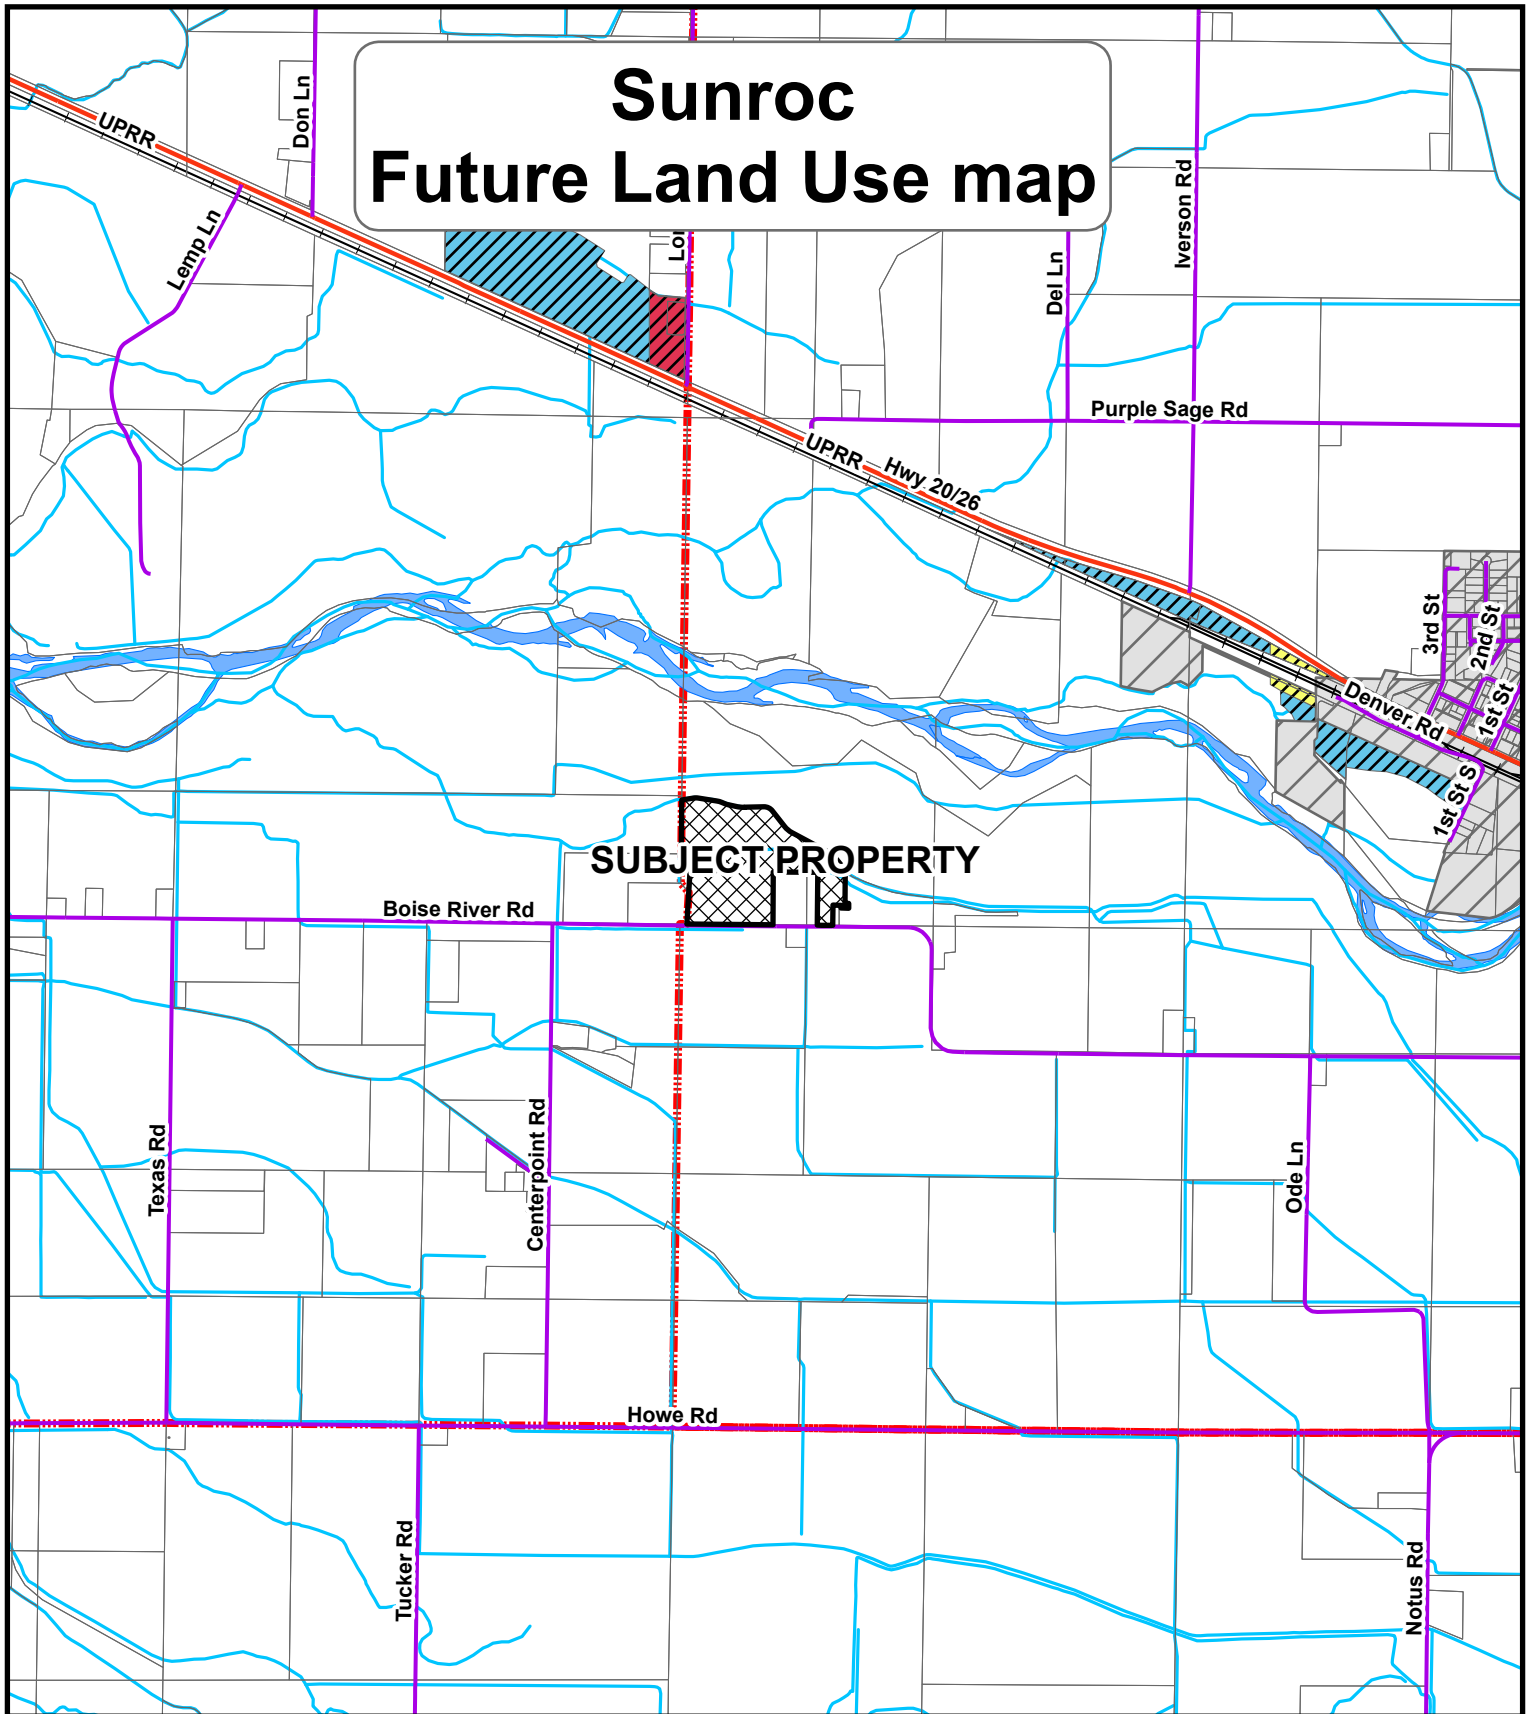 Sunroc
Future Land Use map
Don Ln
UPRR
Lemp Ln
Iverson Rd
Del Ln
Purple Sage Rd
UPRR
Hwy 20/26
3rd St
2nd St
1st St
Denver Rd
1st St S
SUBJECT PROPERTY
Boise River Rd
Texas Rd
Centerpoint Rd
Ode Ln
Howe Rd
Tucker Rd
Notus Rd